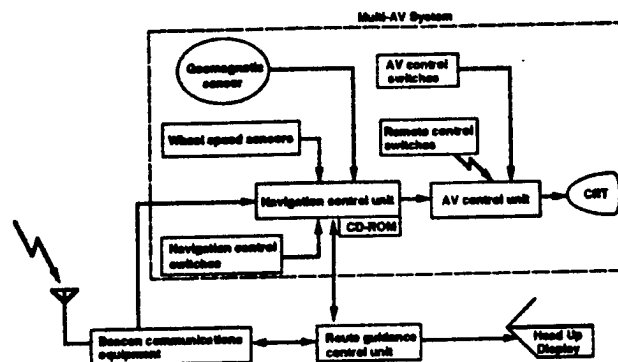 Multi-AV System
Geomagnetic
sensor
AV control
switches
Wheel speed sensors
Remote control
switches
Navigation control unit
AV control unit
CRT
CD-ROM
Navigation control
switches
Beacon communications
equipment
Route guidance
control unit
Head Up
Display